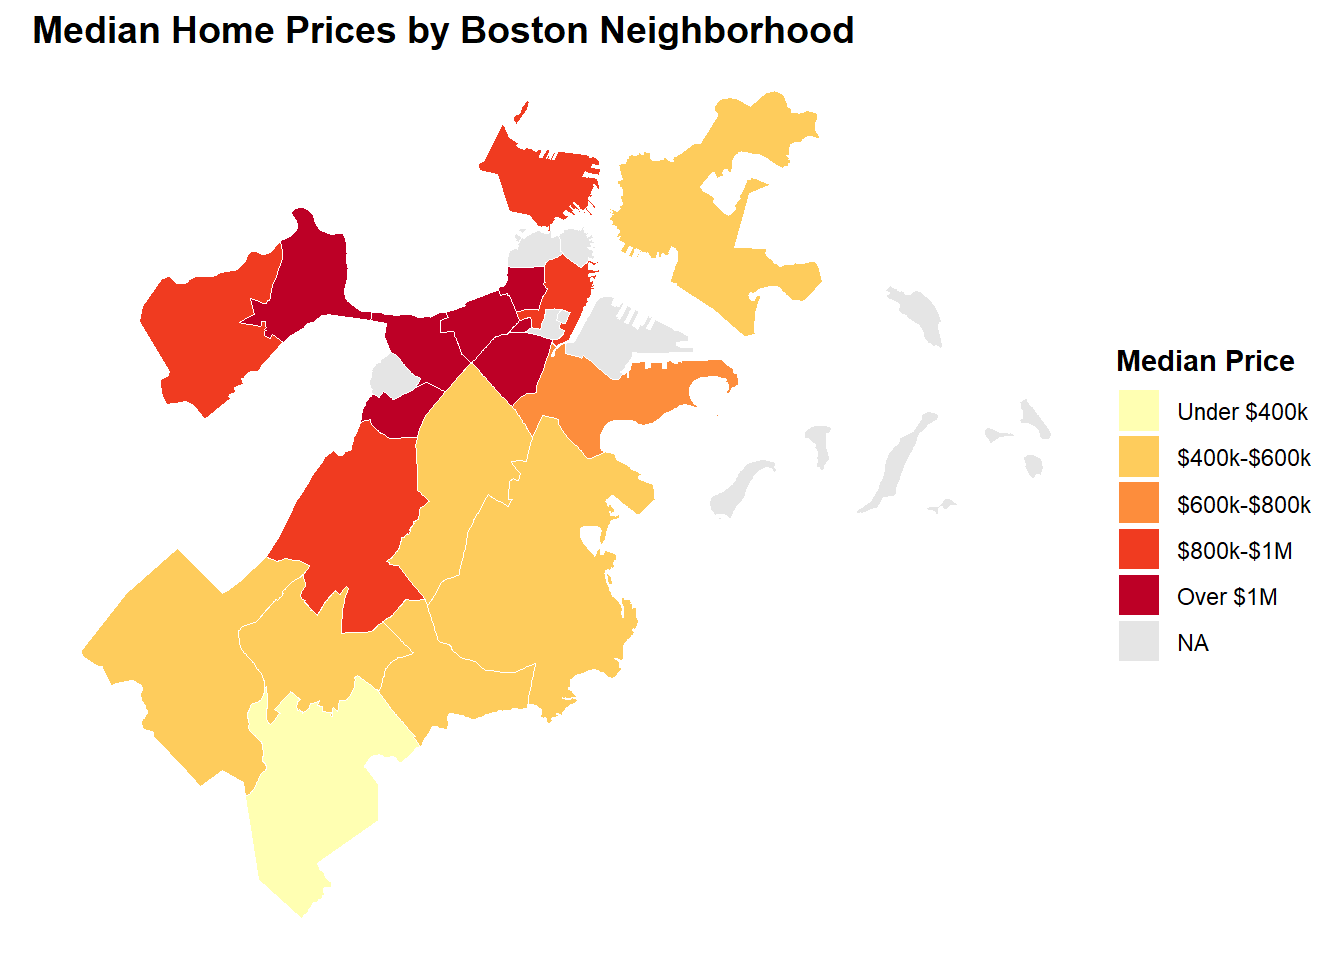 Median Home Prices by Boston Neighborhood
Median Price
Under $400k
$400k-$600k
$600k-$800k
$800k-$1M
Over $1M
NA